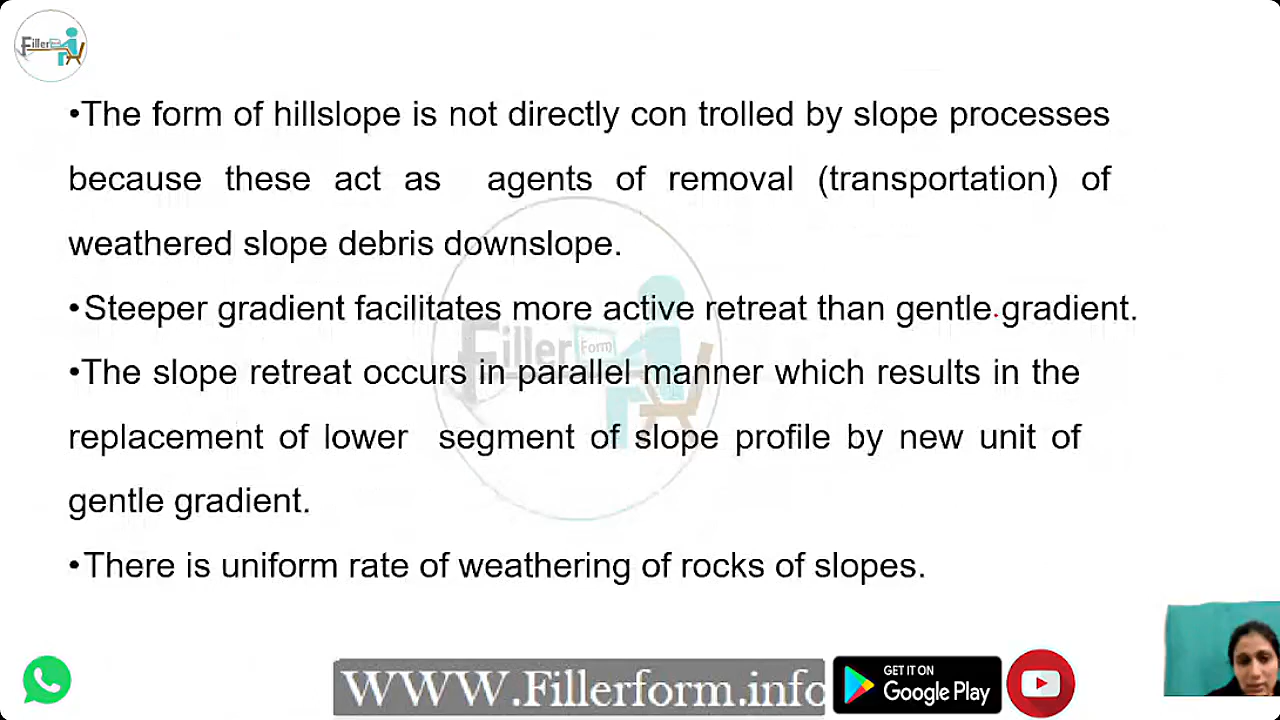 Fillerform
•The form of hillslope is not directly con trolled by slope processes
because these act as agents of removal (transportation) of
weathered slope debris downslope.
•Steeper gradient facilitates more active retreat than gentle gradient.
Filler Form
•The slope retreat occurs in parallel manner which results in the
replacement of lower segment of slope profile by new unit of
gentle gradient.
•There is uniform rate of weathering of rocks of slopes.
WWW.Fillerform.info
GET IT ON
Google Play